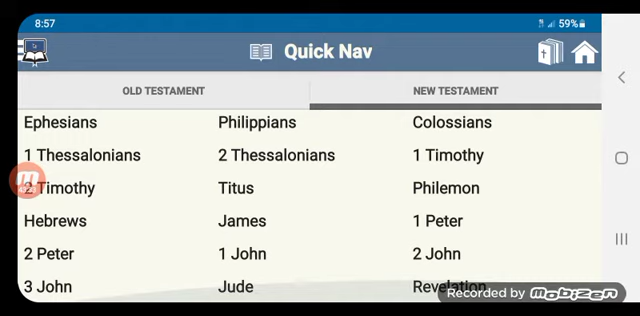 8:57 59%
Quick Nav
OLD TESTAMENT NEW TESTAMENT
Ephesians Philippians Colossians
1 Thessalonians 2 Thessalonians 1 Timothy
2 Timothy Titus Philemon
Hebrews James 1 Peter
2 Peter 1 John 2 John
3 John Jude Revelation
Recorded by mobizen